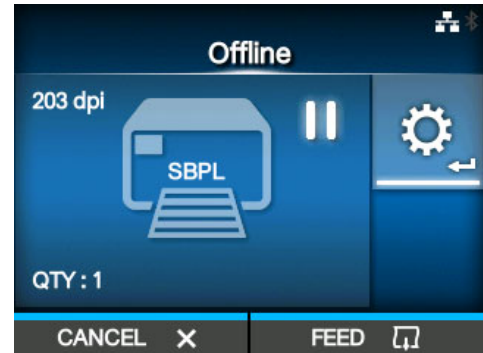 Offline
203 dpi
SBPL
QTY : 1
CANCEL
FEED